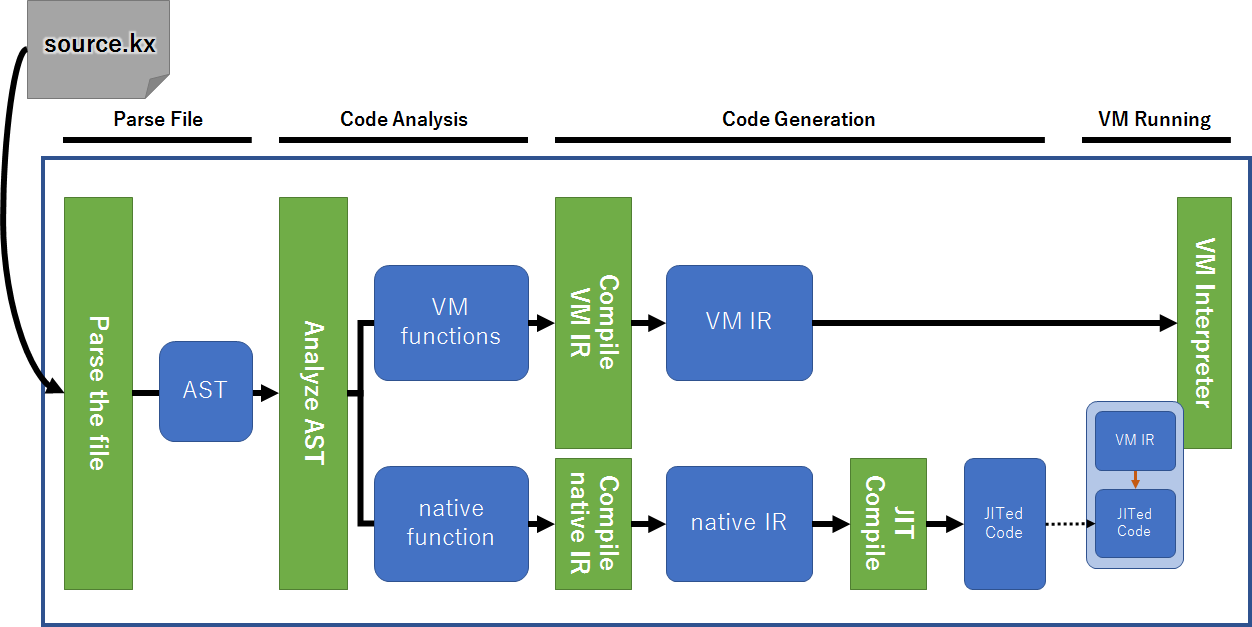 source.kx
Parse File
Code Analysis
Code Generation
VM Running
Parse the file
AST
Analyze AST
VM
functions
Compile
VM IR
VM IR
VM Interpreter
native
function
Compile
native IR
native IR
JIT
Compile
JITed
Code
VM IR
JITed
Code